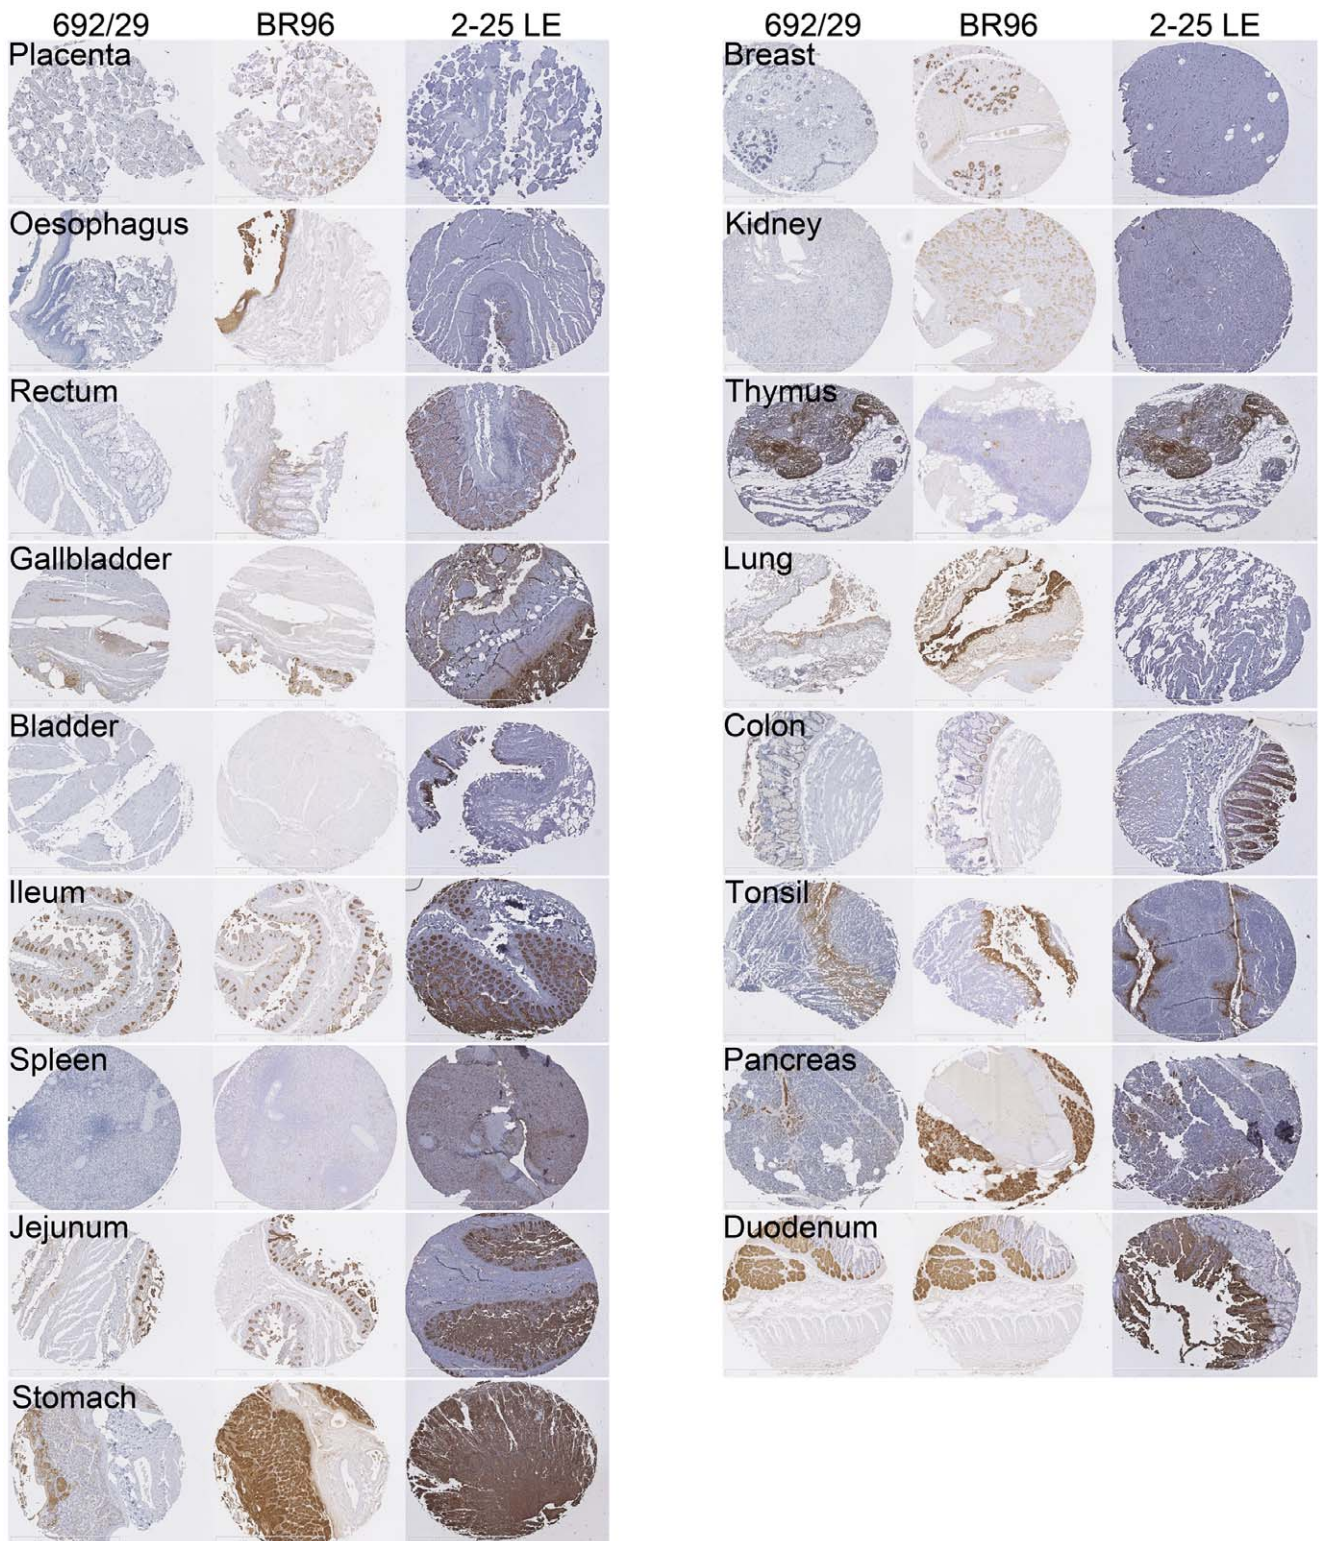 692/29 BR96 2-25 LE 692/29 BR96 2-25 LE
Placenta Breast
Oesophagus Kidney
Rectum Thymus
Gallbladder Lung
Bladder Colon
Ileum Tonsil
Spleen Pancreas
Jejunum Duodenum
Stomach